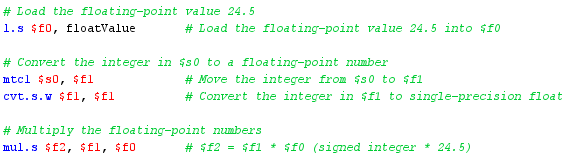 # Load the floating-point value 24.5
l.s $f0, floatValue # Load the floating-point value 24.5 into $f0
# Convert the integer in $s0 to a floating-point number
mtc1 $s0, $f1 # Move the integer from $s0 to $f1
cvt.s.w $f1, $f1 # Convert the integer in $f1 to single-precision float
# Multiply the floating-point numbers
mul.s $f2, $f1, $f0 # $f2 = $f1 * $f0 (signed integer * 24.5)